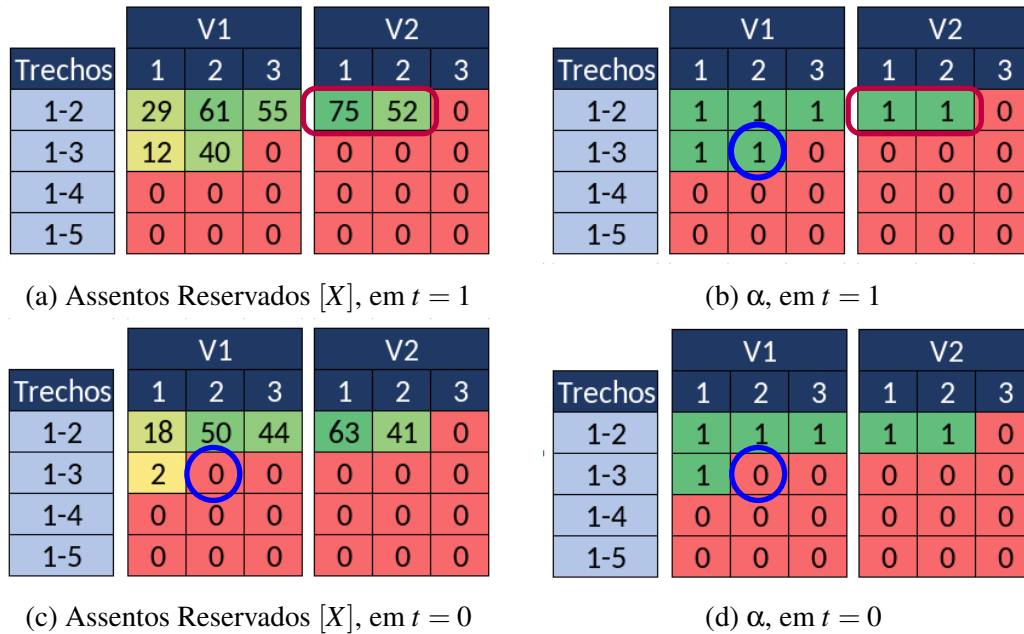 V1 V2 V1 V2
Trechos 1 2 3 1 2 3 Trechos 1 2 3 1 2 3
1-2 29 61 55 75 52 0 1-2 1 1 1 1 1 0
1-3 12 40 0 0 0 0 1-3 1 1 0 0 0 0
1-4 0 0 0 0 0 0 1-4 0 0 0 0 0 0
1-5 0 0 0 0 0 0 1-5 0 0 0 0 0 0
(a) Assentos Reservados [X], em t = 1 (b) α, em t = 1
V1 V2 V1 V2
Trechos 1 2 3 1 2 3 Trechos 1 2 3 1 2 3
1-2 18 50 44 63 41 0 1-2 1 1 1 1 1 0
1-3 2 0 0 0 0 0 1-3 1 0 0 0 0 0
1-4 0 0 0 0 0 0 1-4 0 0 0 0 0 0
1-5 0 0 0 0 0 0 1-5 0 0 0 0 0 0
(c) Assentos Reservados [X], em t = 0 (d) α, em t = 0